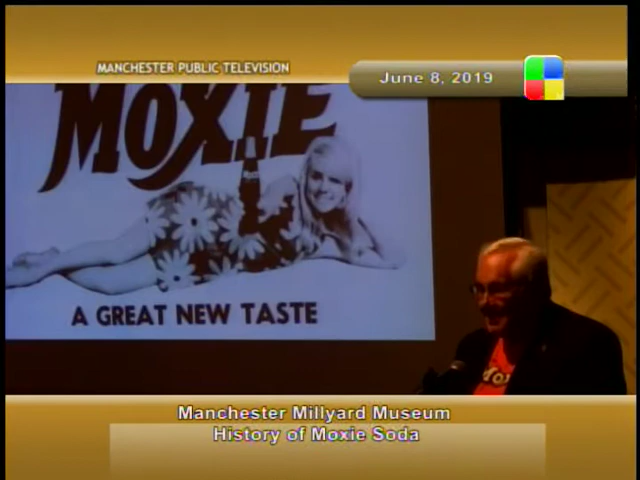 MANCHESTER PUBLIC TELEVISION
June 8, 2019
MOXIE
A GREAT NEW TASTE
Manchester Millyard Museum
History of Moxie Soda